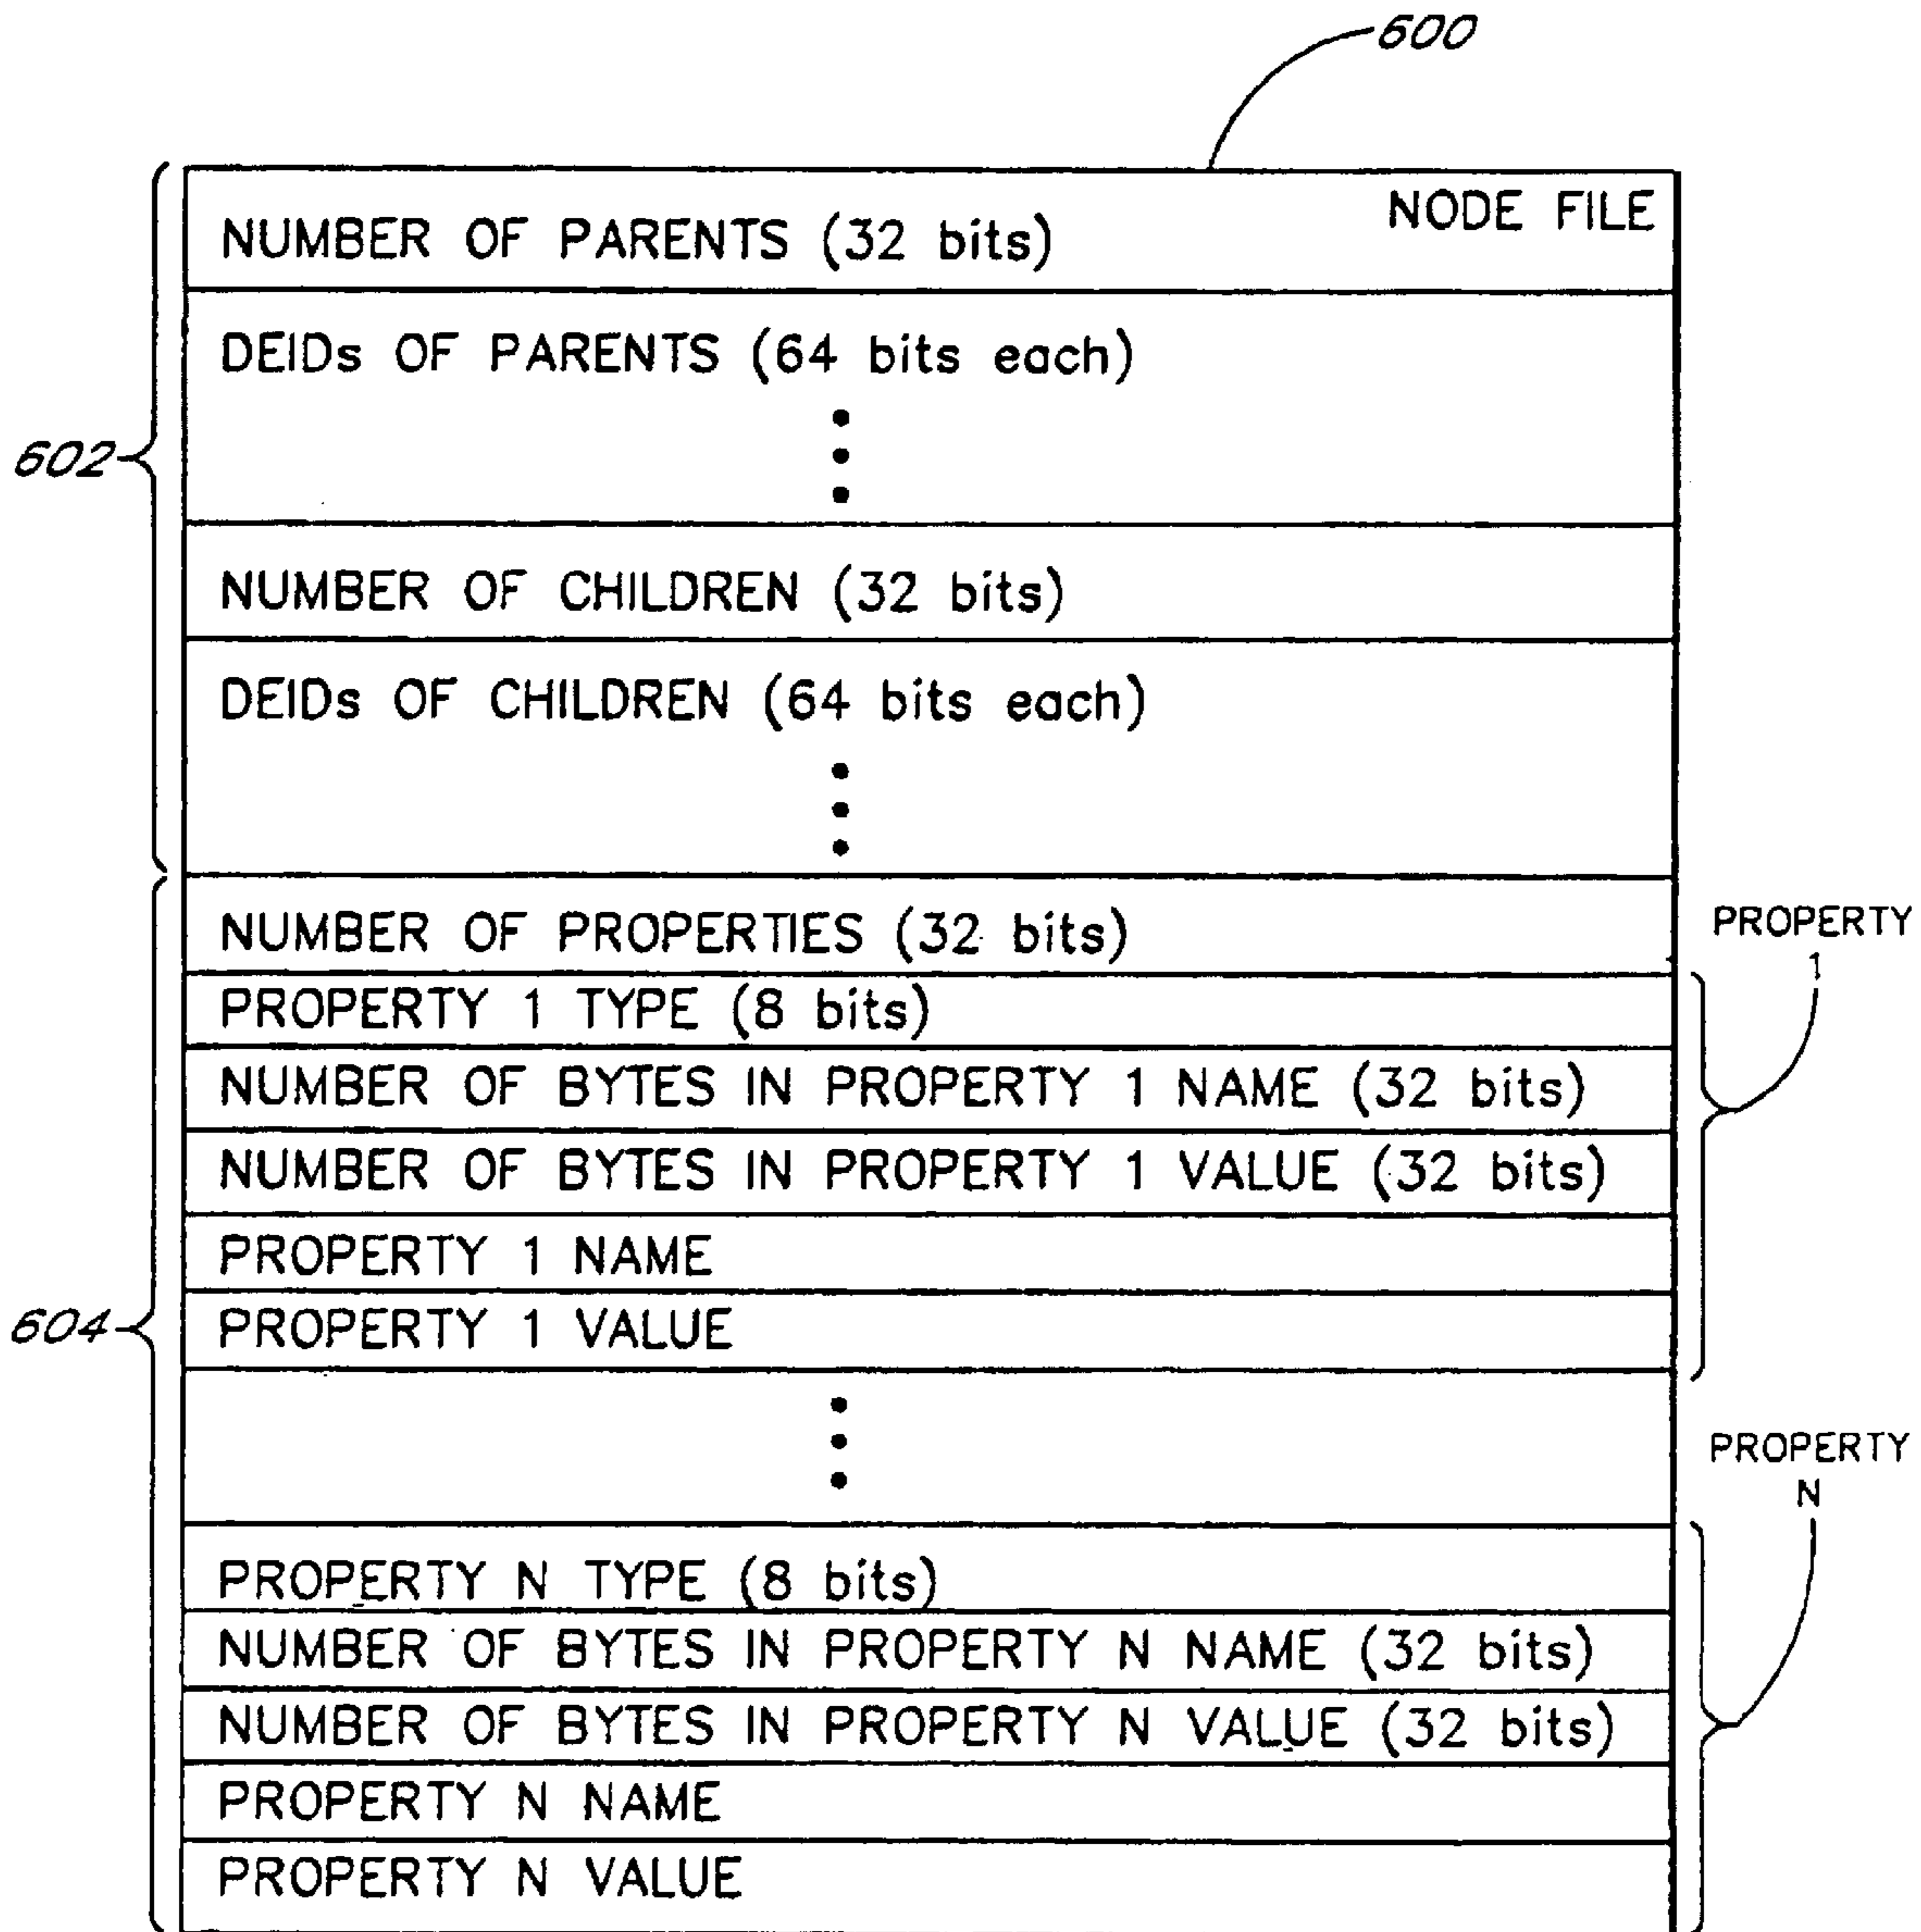 600
NODE FILE
NUMBER OF PARENTS (32 bits)
DEIDs OF PARENTS (64 bits each)
602
NUMBER OF CHILDREN (32 bits)
DEIDs OF CHILDREN (64 bits each)
NUMBER OF PROPERTIES (32 bits)
PROPERTY
1
PROPERTY 1 TYPE (8 bits)
NUMBER OF BYTES IN PROPERTY 1 NAME (32 bits)
NUMBER OF BYTES IN PROPERTY 1 VALUE (32 bits)
PROPERTY 1 NAME
604
PROPERTY 1 VALUE
PROPERTY
N
PROPERTY N TYPE (8 bits)
NUMBER OF BYTES IN PROPERTY N NAME (32 bits)
NUMBER OF BYTES IN PROPERTY N VALUE (32 bits)
PROPERTY N NAME
PROPERTY N VALUE